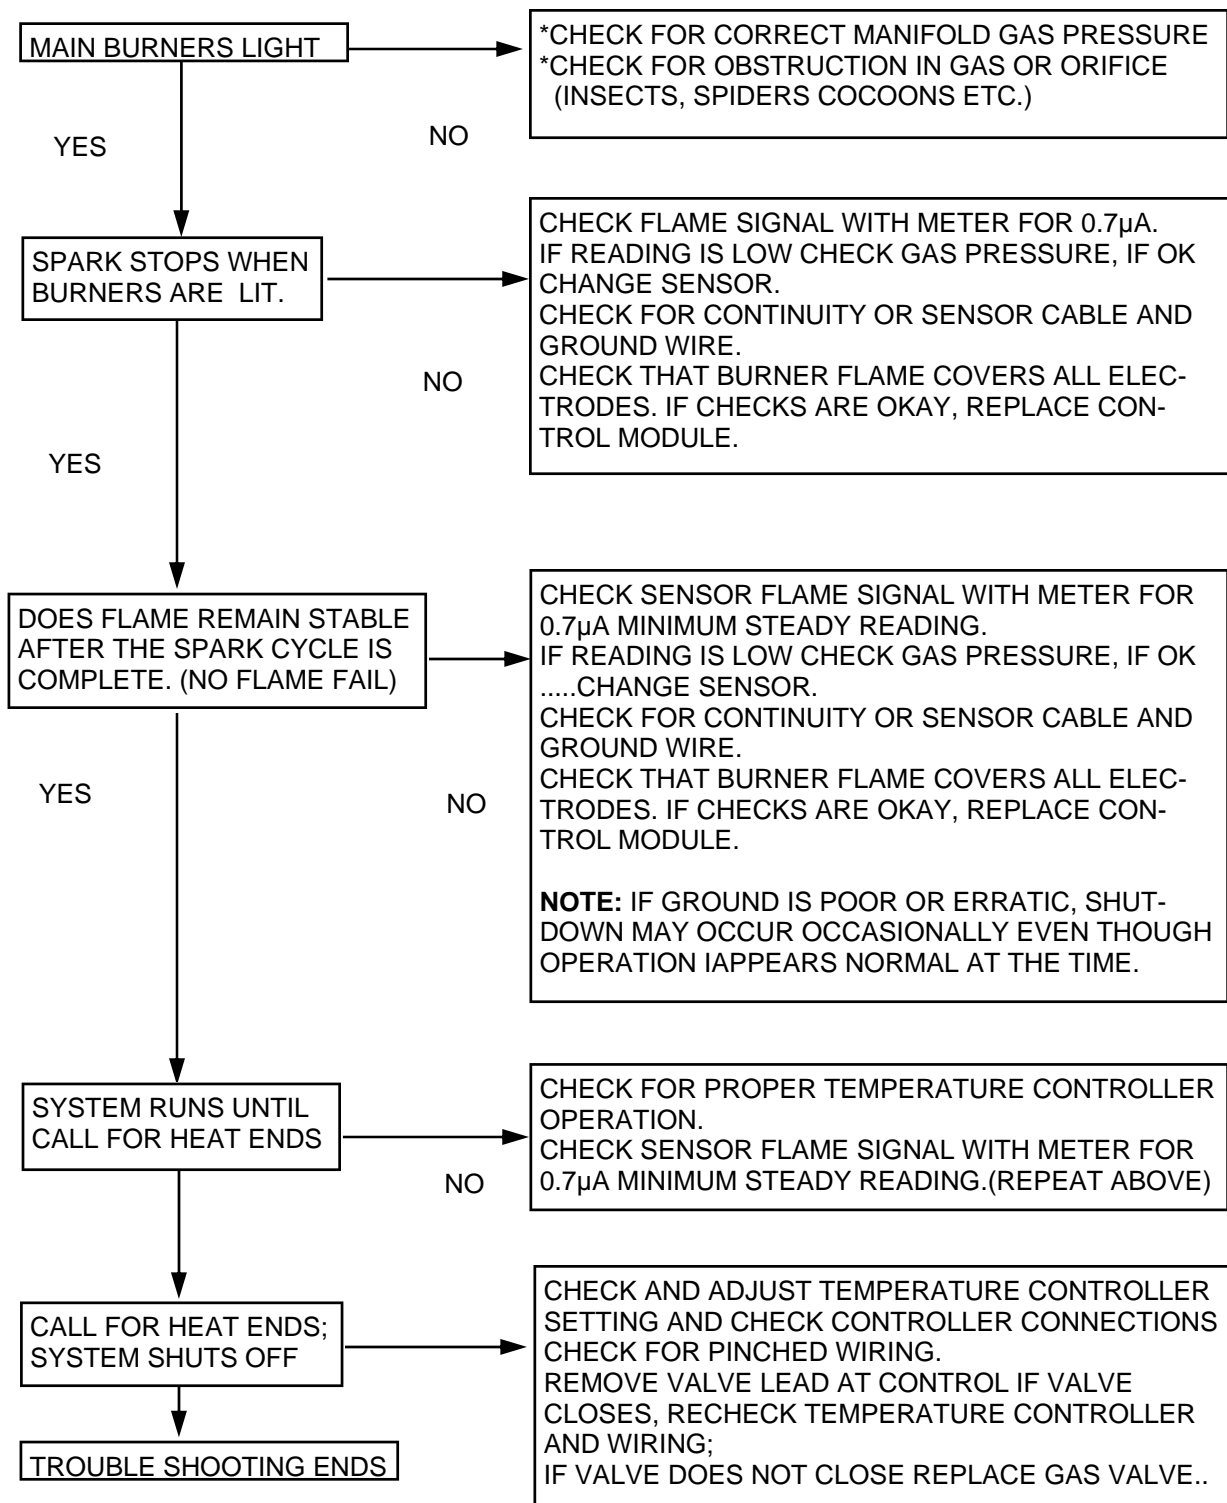 MAIN BURNERS LIGHT
*CHECK FOR CORRECT MANIFOLD GAS PRESSURE
*CHECK FOR OBSTRUCTION IN GAS OR ORIFICE
(INSECTS, SPIDERS COCOONS ETC.)
YES
NO
SPARK STOPS WHEN
BURNERS ARE LIT.
CHECK FLAME SIGNAL WITH METER FOR 0.7µA.
IF READING IS LOW CHECK GAS PRESSURE, IF OK
CHANGE SENSOR.
CHECK FOR CONTINUITY OR SENSOR CABLE AND
GROUND WIRE.
CHECK THAT BURNER FLAME COVERS ALL ELEC-
TRODES. IF CHECKS ARE OKAY, REPLACE CON-
TROL MODULE.
NO
YES
DOES FLAME REMAIN STABLE
AFTER THE SPARK CYCLE IS
COMPLETE. (NO FLAME FAIL)
CHECK SENSOR FLAME SIGNAL WITH METER FOR
0.7µA MINIMUM STEADY READING.
IF READING IS LOW CHECK GAS PRESSURE, IF OK
.....CHANGE SENSOR.
CHECK FOR CONTINUITY OR SENSOR CABLE AND
GROUND WIRE.
CHECK THAT BURNER FLAME COVERS ALL ELEC-
TRODES. IF CHECKS ARE OKAY, REPLACE CON-
TROL MODULE.
NOTE: IF GROUND IS POOR OR ERRATIC, SHUT-
DOWN MAY OCCUR OCCASIONALLY EVEN THOUGH
OPERATION IAPPEARS NORMAL AT THE TIME.
YES
NO
SYSTEM RUNS UNTIL
CALL FOR HEAT ENDS
CHECK FOR PROPER TEMPERATURE CONTROLLER
OPERATION.
CHECK SENSOR FLAME SIGNAL WITH METER FOR
0.7µA MINIMUM STEADY READING.(REPEAT ABOVE)
NO
CALL FOR HEAT ENDS;
SYSTEM SHUTS OFF
CHECK AND ADJUST TEMPERATURE CONTROLLER
SETTING AND CHECK CONTROLLER CONNECTIONS
CHECK FOR PINCHED WIRING.
REMOVE VALVE LEAD AT CONTROL IF VALVE
CLOSES, RECHECK TEMPERATURE CONTROLLER
AND WIRING;
IF VALVE DOES NOT CLOSE REPLACE GAS VALVE..
TROUBLE SHOOTING ENDS